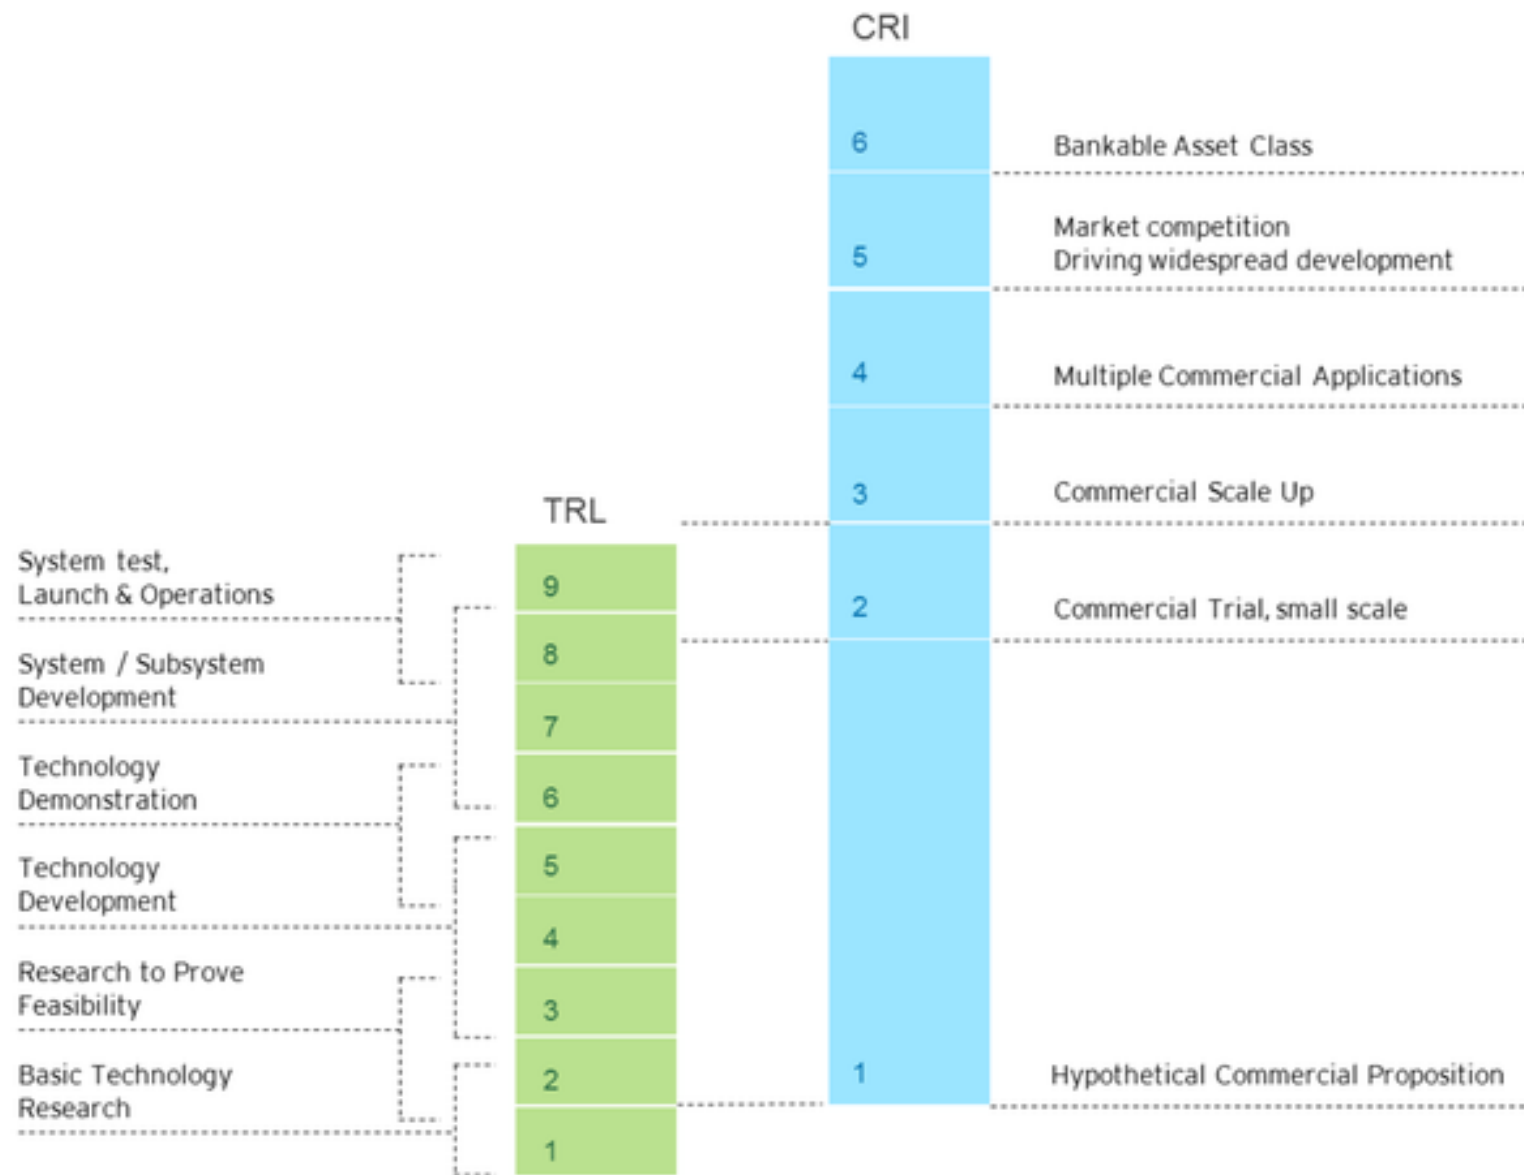 CRI
6
Bankable Asset Class
5
Market competition
Driving widespread development
4
Multiple Commercial Applications
3
Commercial Scale Up
2
Commercial Trial, small scale
1
Hypothetical Commercial Proposition
TRL
9
8
7
6
5
4
3
2
1
System test,
Launch & Operations
System / Subsystem
Development
Technology
Demonstration
Technology
Development
Research to Prove
Feasibility
Basic Technology
Research